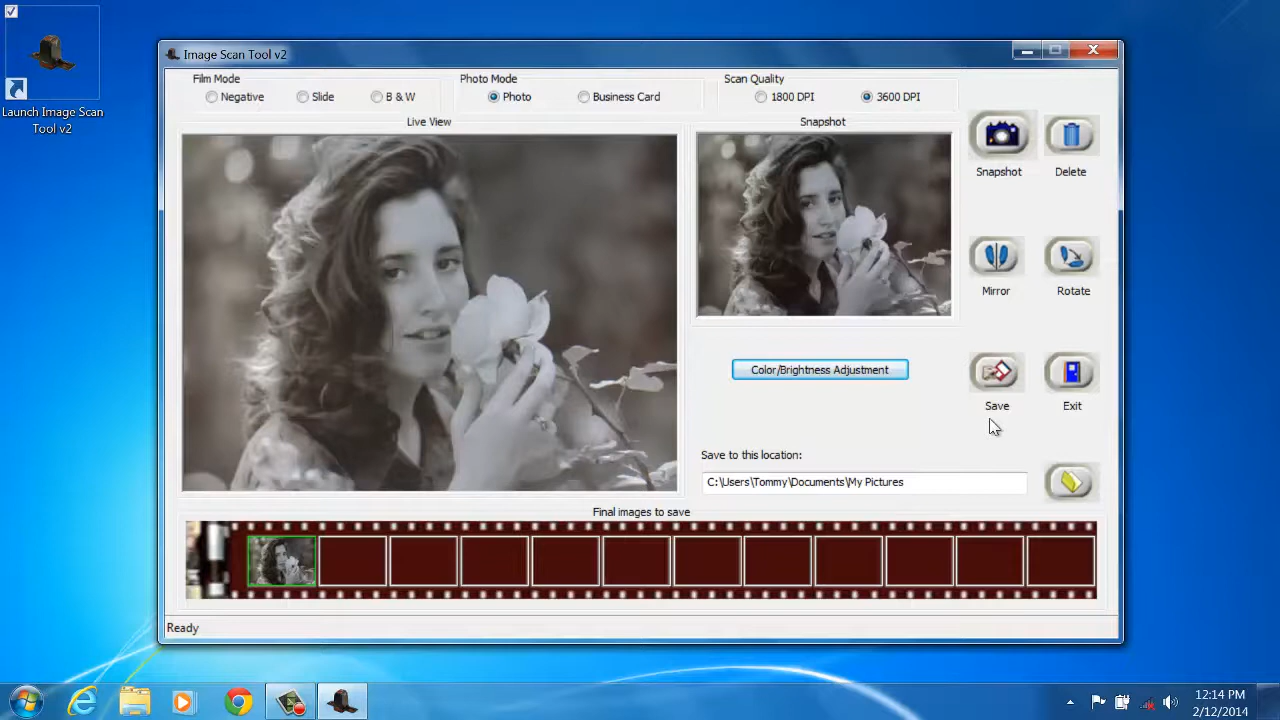 Launch Image Scan
Tool v2
Image Scan Tool v2
Film Mode
Negative
Slide
B & W
Photo Mode
Photo
Business Card
Scan Quality
1800 DPI
3600 DPI
Live View
Snapshot
Snapshot
Delete
Mirror
Rotate
Color/Brightness Adjustment
Save
Exit
Save to this location:
C:\Users\Tommy\Documents\My Pictures
Final images to save
Ready
12:14 PM
2/12/2014